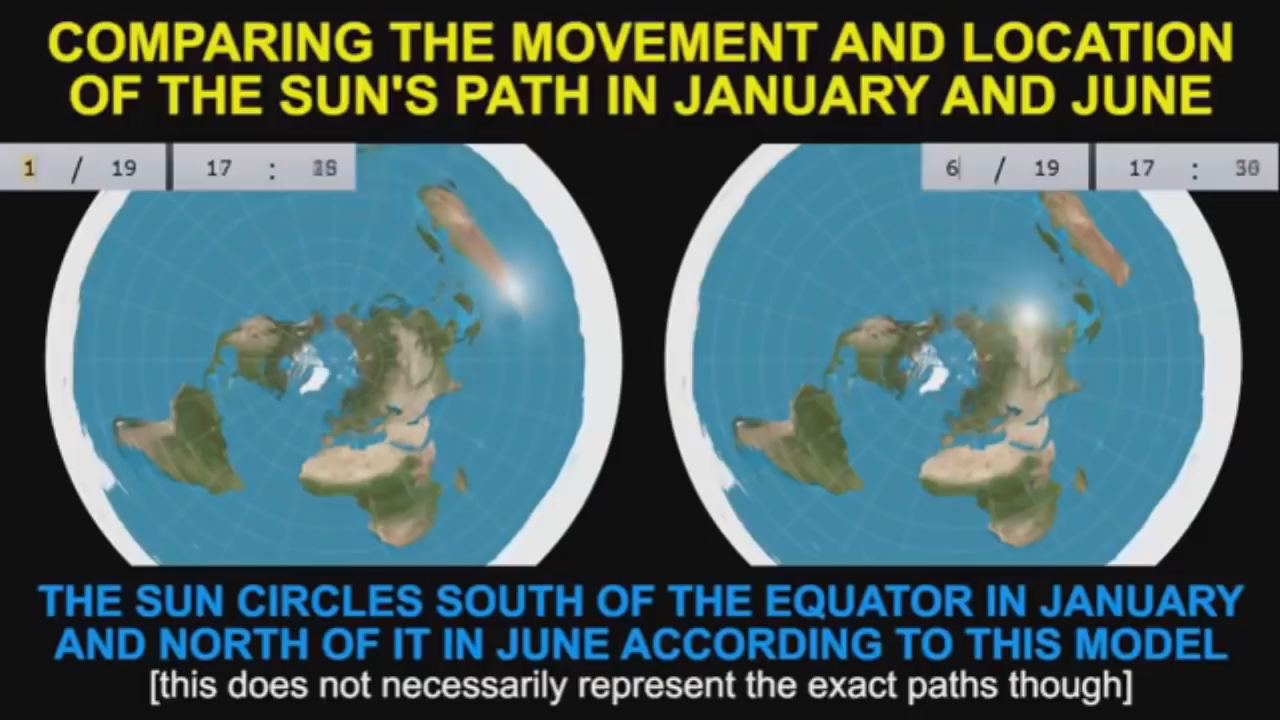 COMPARING THE MOVEMENT AND LOCATION
OF THE SUN'S PATH IN JANUARY AND JUNE
1 / 19 17 :
6 / 19 17 : 30
THE SUN CIRCLES SOUTH OF THE EQUATOR IN JANUARY
AND NORTH OF IT IN JUNE ACCORDING TO THIS MODEL
[this does not necessarily represent the exact paths though]